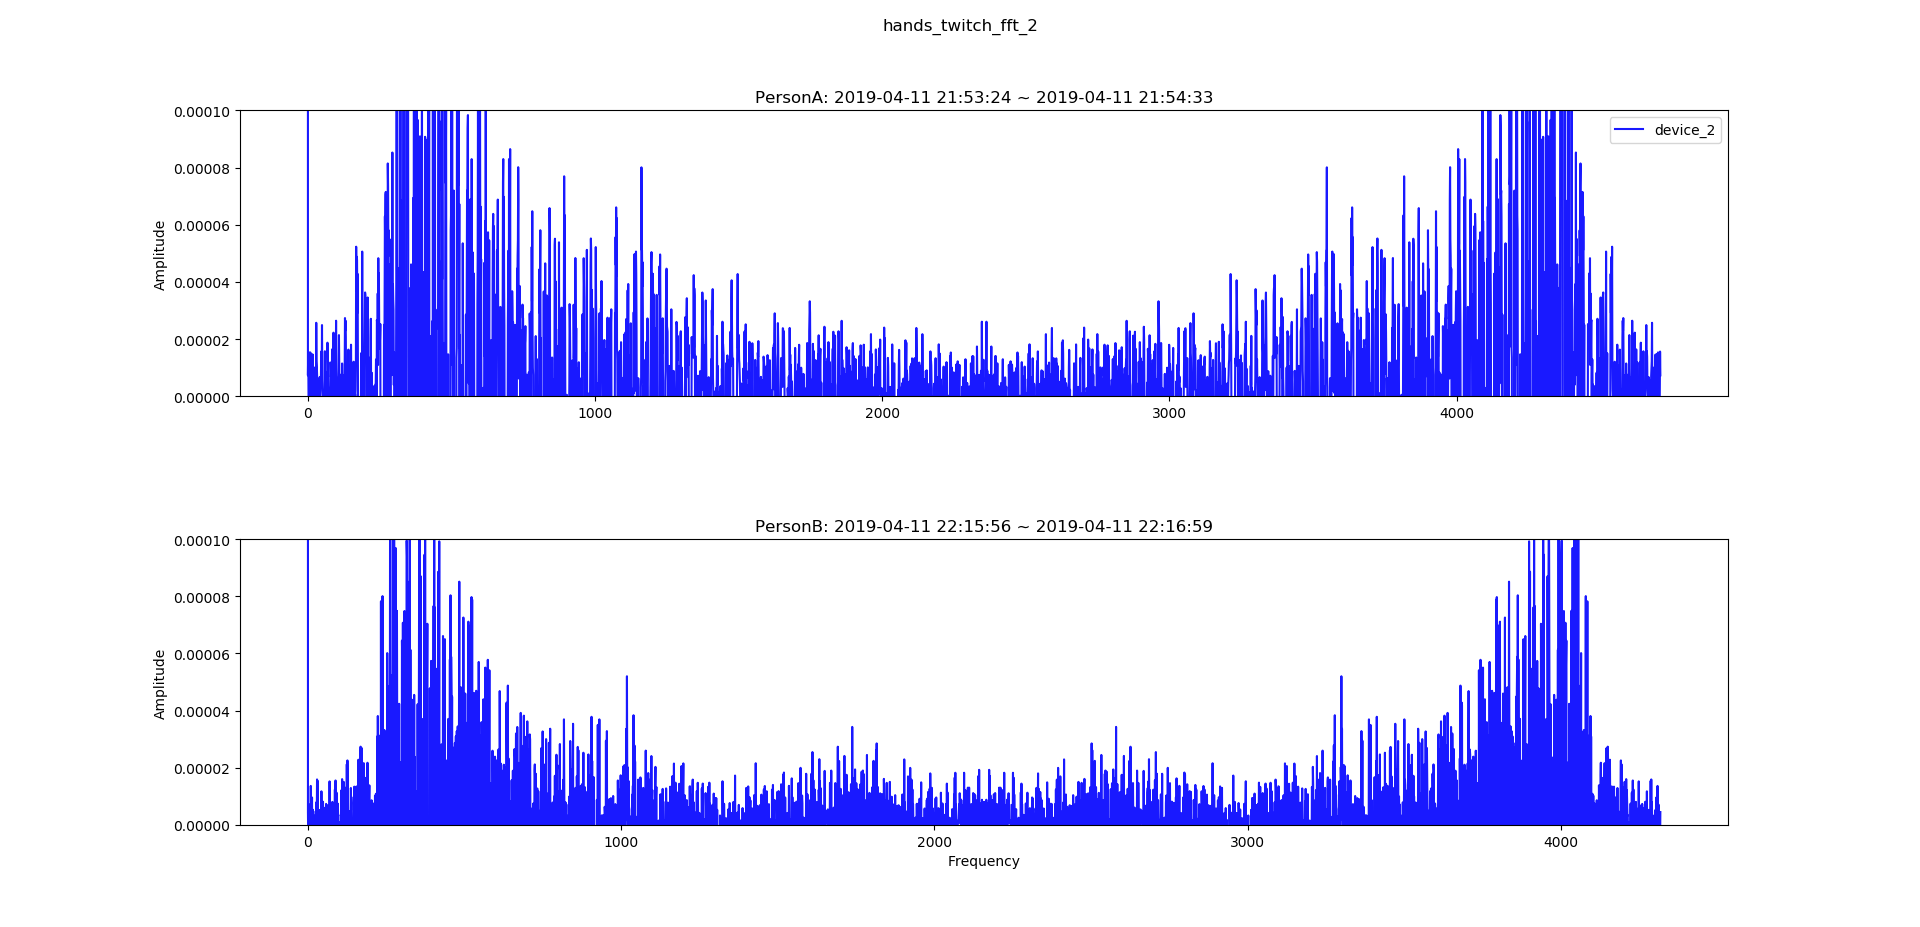 hands_twitch_fft_2
PersonA: 2019-04-11 21:53:24 ~ 2019-04-11 21:54:33
device_2
Amplitude
0.00010
0.00008
0.00006
0.00004
0.00002
0.00000
0 1000 2000 3000 4000
PersonB: 2019-04-11 22:15:56 ~ 2019-04-11 22:16:59
Amplitude
0.00010
0.00008
0.00006
0.00004
0.00002
0.00000
0 1000 2000 3000 4000
Frequency